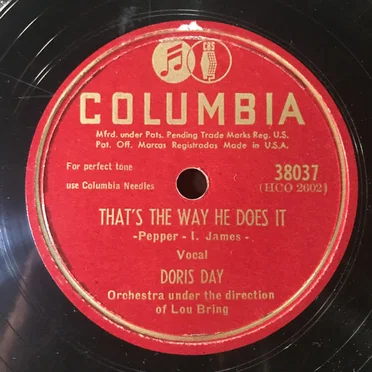 CBS
COLUMBIA
Mfrd. under Pats. Pending Trade Marks Reg. U.S.
Pat. Off. Marcas Registradas Made in U.S.A.
For perfect tone
use Columbia Needles
38037
(HCO 2602)
THAT'S THE WAY HE DOES IT
-Pepper - I. James -
Vocal
DORIS DAY
Orchestra under the direction
of Lou Bring